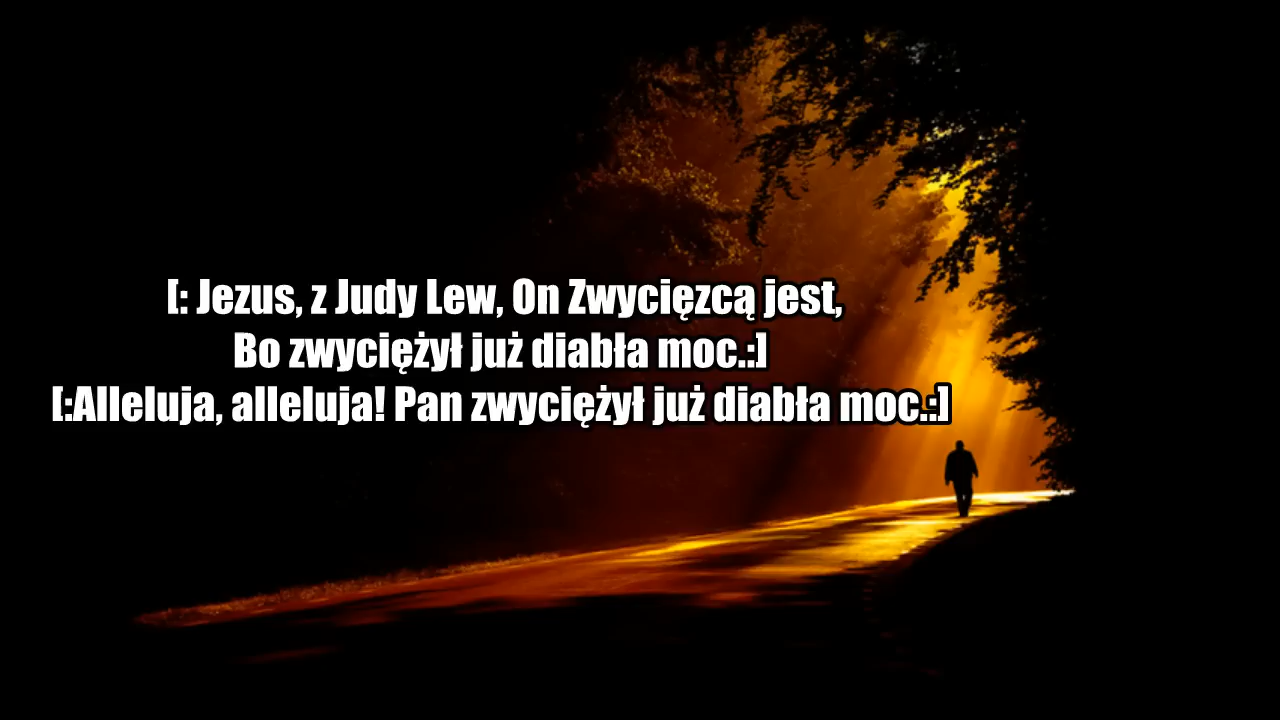 [: Jezus, z Judy Lew, On Zwycięzcą jest,
Bo zwyciężył już diabła moc.:]
[:Alleluja, alleluja! Pan zwyciężył już diabła moc.:]